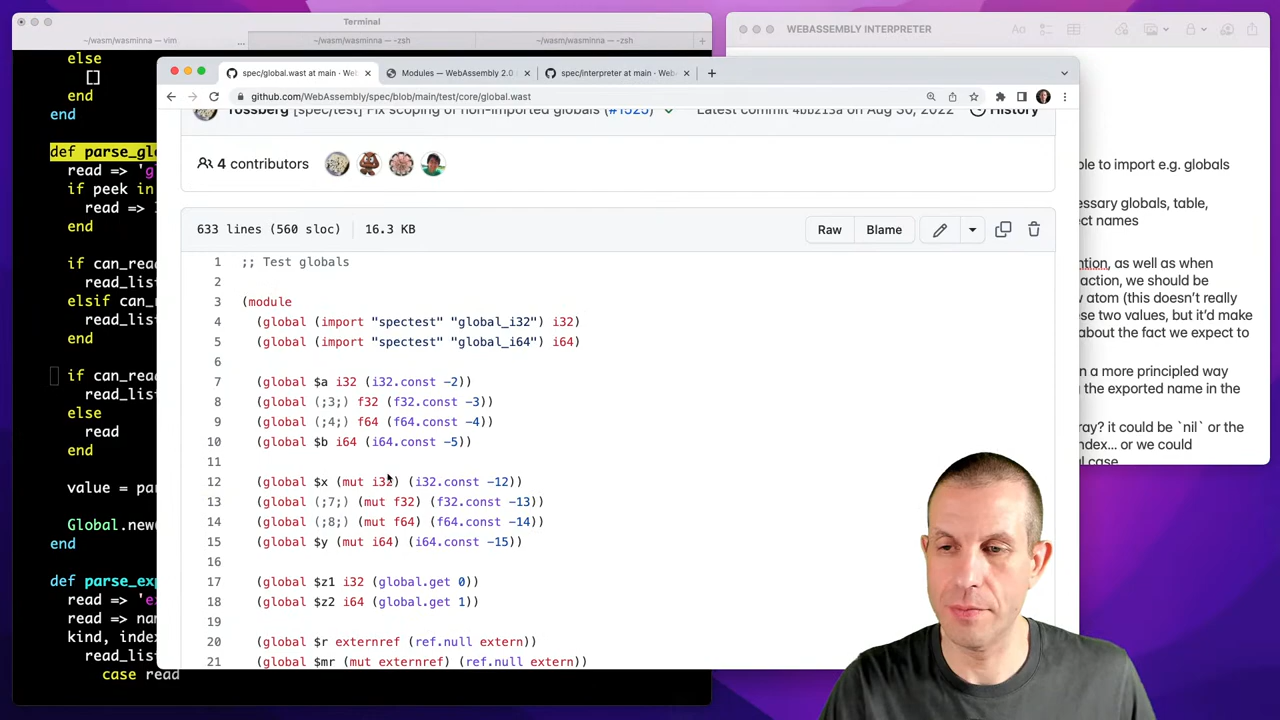 Terminal
~/wasm/wasminna — vim
...
~/wasm/wasminna — -zsh
~/wasm/wasminna — -zsh
+
else
[]
end
end
def parse_glo
read => 'g
if peek in
read =>
end
if can_rea
read_lis
elsif can_
read_lis
end
if can_rea
read_lis
else
read
end
value = par
Global.new
end
def parse_exp
read => 'e
read => nam
kind, index
read_lis
case read
WEBASSEMBLY INTERPRETER
Aa
ble to import e.g. globals
essary globals, table,
ect names
ntion, as well as when
action, we should be
w atom (this doesn't really
se two values, but it'd make
about the fact we expect to
n a more principled way
g the exported name in the
ray? it could be `nil` or the
ndex... or we could
al case
spec/global.wast at main · Web
Modules — WebAssembly 2.0
spec/interpreter at main · WebA
github.com/WebAssembly/spec/blob/main/test/core/global.wast
rossberg [spec/test] Fix scoping of non-imported globals (#1525)
Latest commit 4bb213a on Aug 30, 2022
History
4 contributors
633 lines (560 sloc)
16.3 KB
Raw
Blame
1 ;; Test globals
2
3 (module
4 (global (import "spectest" "global_i32") i32)
5 (global (import "spectest" "global_i64") i64)
6
7 (global $a i32 (i32.const -2))
8 (global (;3;) f32 (f32.const -3))
9 (global (;4;) f64 (f64.const -4))
10 (global $b i64 (i64.const -5))
11
12 (global $x (mut i32) (i32.const -12))
13 (global (;7;) (mut f32) (f32.const -13))
14 (global (;8;) (mut f64) (f64.const -14))
15 (global $y (mut i64) (i64.const -15))
16
17 (global $z1 i32 (global.get 0))
18 (global $z2 i64 (global.get 1))
19
20 (global $r externref (ref.null extern))
21 (global $mr (mut externref) (ref.null extern))